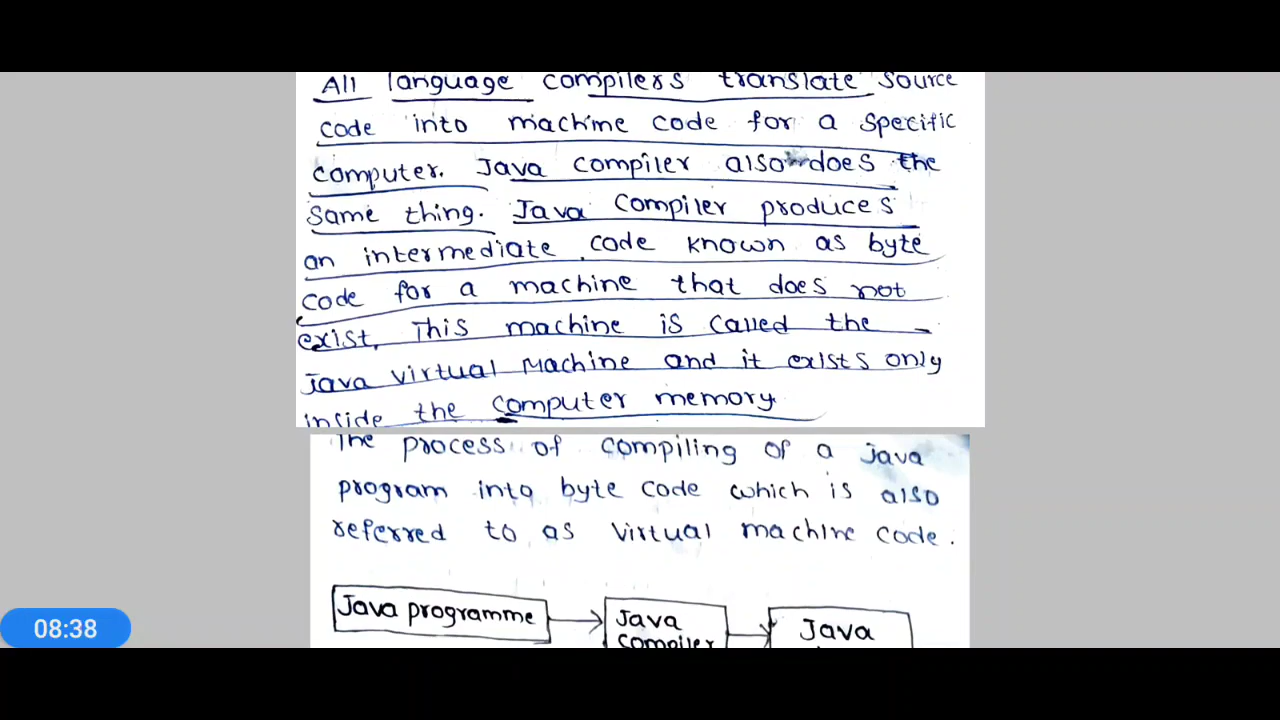 All language compilers translate source
code into machine code for a specific
computer. Java compiler also does the
same thing. Java compiler produces
an intermediate code known as byte
code for a machine that does not
exist. This machine is called the
java virtual Machine and it exists only
inside the computer memory.
The process of compiling of a java
program into byte code which is also
referred to as virtual machine code.
Java programme
Java
compiler
Java
08:38